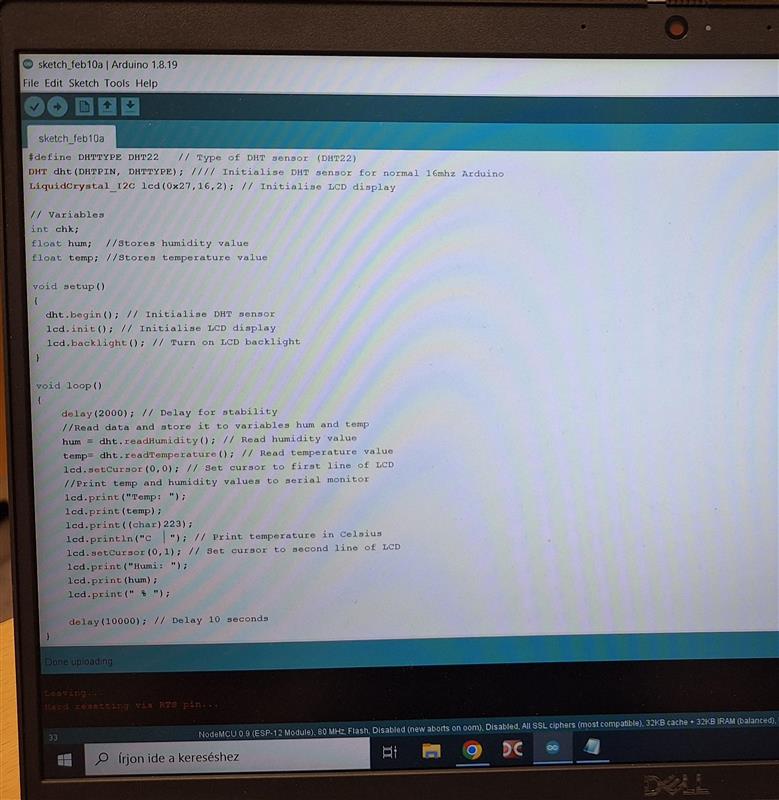 sketch_feb10a | Arduino 1.8.19
File Edit Sketch Tools Help
sketch_feb10a
#define DHTTYPE DHT22 // Type of DHT sensor (DHT22)
DHT dht(DHTPIN, DHTTYPE); //// Initialise DHT sensor for normal 16mhz Arduino
LiquidCrystal_I2C lcd(0x27,16,2); // Initialise LCD display
// Variables
int chk;
float hum; //Stores humidity value
float temp; //Stores temperature value
void setup()
{
dht.begin(); // Initialise DHT sensor
lcd.init(); // Initialise LCD display
lcd.backlight(); // Turn on LCD backlight
}
void loop()
{
delay(2000); // Delay for stability
//Read data and store it to variables hum and temp
hum = dht.readHumidity(); // Read humidity value
temp= dht.readTemperature(); // Read temperature value
lcd.setCursor(0,0); // Set cursor to first line of LCD
//Print temp and humidity values to serial monitor
lcd.print("Temp: ");
lcd.print(temp);
lcd.print((char)223);
lcd.println("C "); // Print temperature in Celsius
lcd.setCursor(0,1); // Set cursor to second line of LCD
lcd.print("Humi: ");
lcd.print(hum);
lcd.print(" % ");
delay(10000); // Delay 10 seconds
}
Done uploading
Leaving...
Hard resetting via RTS pin...
33 NodeMCU 0.9 (ESP-12 Module), 80 MHz, Flash, Disabled (new aborts on oom), Disabled, All SSL ciphers (most compatible), 32KB cache + 32KB IRAM (balanced),
Írjon ide a kereséshez
DELL